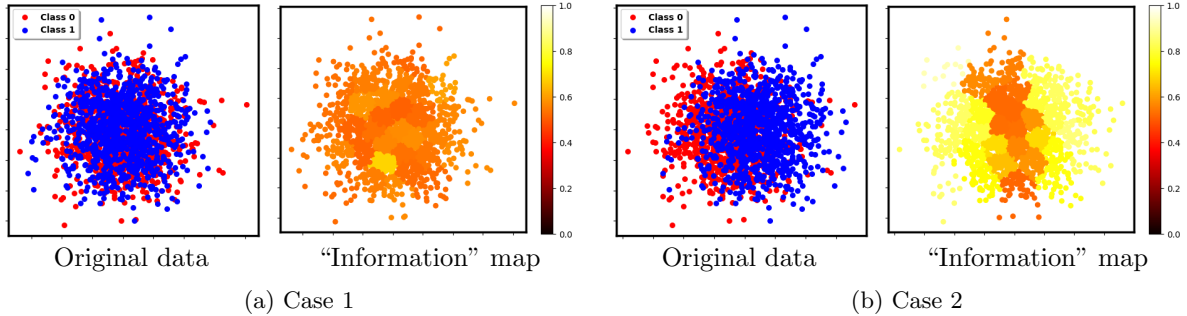 Class 0
Class 1
1.0
0.8
0.6
0.4
0.2
0.0
Original data
“Information” map
(a) Case 1
Class 0
Class 1
1.0
0.8
0.6
0.4
0.2
0.0
Original data
“Information” map
(b) Case 2